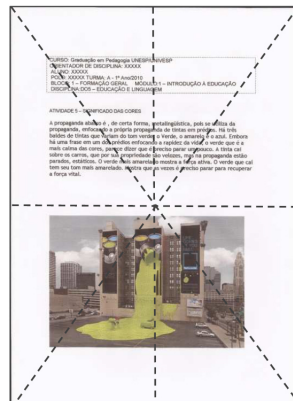 CURSO: Graduação em Pedagogia UNESP/UNIVESP
ORIENTADOR DE DISCIPLINA: XXXXX
ALUNO: XXXXX
POLO: XXXXX TURMA: A – 1º Ano/2010
BLOCO: 1 – FORMAÇÃO GERAL MÓDULO: 1 – INTRODUÇÃO À EDUCAÇÃO
DISCIPLINA: DO5 – EDUCAÇÃO E LINGUAGEM
ATIVIDADE 5 – SIGNIFICADO DAS CORES
A propaganda abaixo é , de certa forma, metalingüística, pois se utiliza da
propaganda, enfocando a própria propaganda de tintas em prédios. Há três
baldes de tintas que variam do tom verde: o Verde, o amarelo e o azul. Embora
há uma frase em um dos prédios enfocando a rapidez da vida, o verde que é a
mais calma das cores, parece dizer que é preciso parar um pouco. A tinta cai
sobre os carros, que por sua propriedade são velozes, mas na propaganda estão
parados, estáticos. O verde mais amarelado mostra a força ativa. O verde que cai
tem seu tom mais amarelado. Mostra que às vezes é preciso parar para recuperar
a força vital.